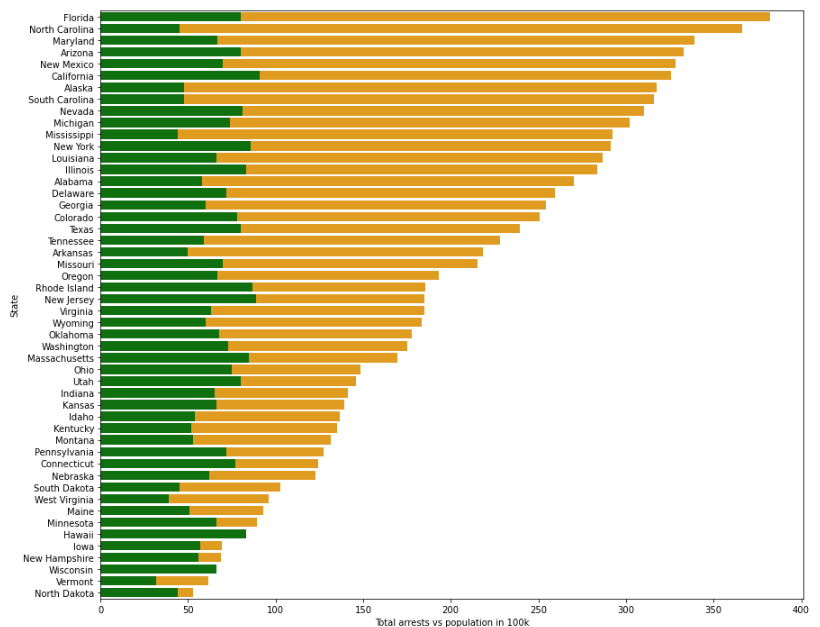 Florida
North Carolina
Maryland
Arizona
New Mexico
California
Alaska
South Carolina
Nevada
Michigan
Mississippi
New York
Louisiana
Illinois
Alabama
Delaware
Georgia
Colorado
Texas
Tennessee
Arkansas
Missouri
Oregon
Rhode Island
New Jersey
Virginia
Wyoming
Oklahoma
Washington
Massachusetts
Ohio
Utah
Indiana
Kansas
Idaho
Kentucky
Montana
Pennsylvania
Connecticut
Nebraska
South Dakota
West Virginia
Maine
Minnesota
Hawaii
Iowa
New Hampshire
Wisconsin
Vermont
North Dakota
State
0 50 100 150 200 250 300 350 400
Total arrests vs population in 100k